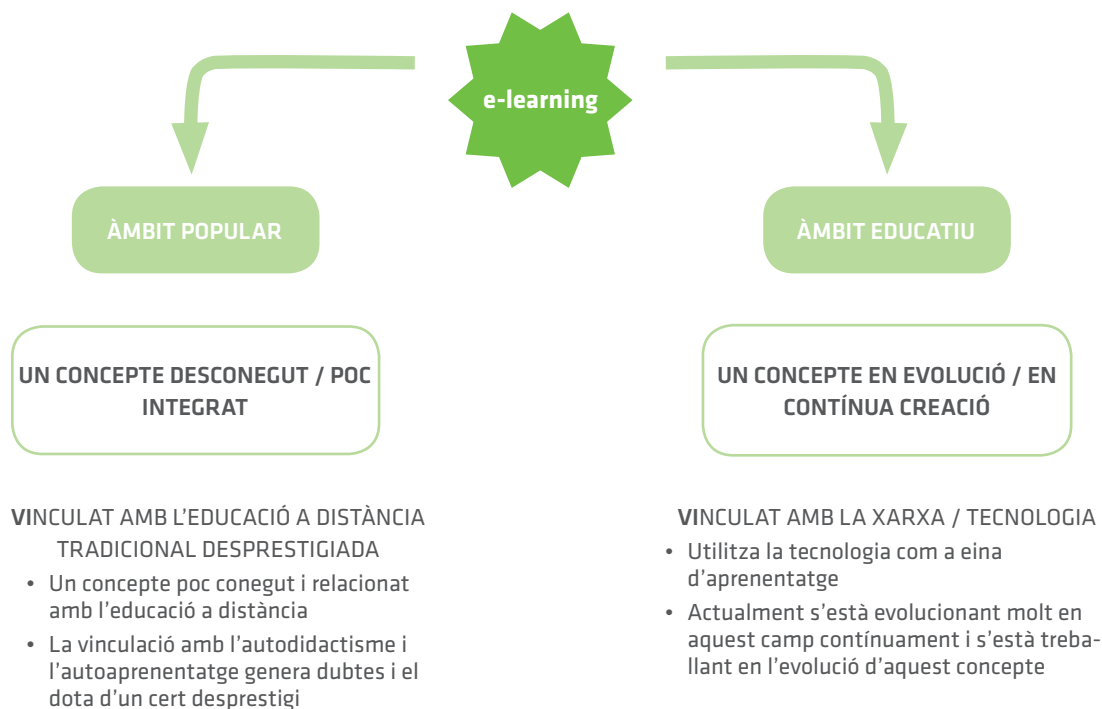 e-learning
ÀMBIT POPULAR
UN CONCEPTE DESCONEGUT / POC
INTEGRAT
VINCULAT AMB L'EDUCACIÓ A DISTÀNCIA
TRADICIONAL DESPRESTIGIADA
• Un concepte poc conegut i relacionat
amb l'educació a distància
• La vinculació amb l'autodidactisme i
l'autoaprenentatge genera dubtes i el
dota d'un cert desprestigi
ÀMBIT EDUCATIU
UN CONCEPTE EN EVOLUCIÓ / EN
CONTÍNUA CREACIÓ
VINCULAT AMB LA XARXA / TECNOLOGIA
• Utilitza la tecnologia com a eina
d'aprenentatge
• Actualment s'està evolucionant molt en
aquest camp contínuament i s'està treba-
llant en l'evolució d'aquest concepte